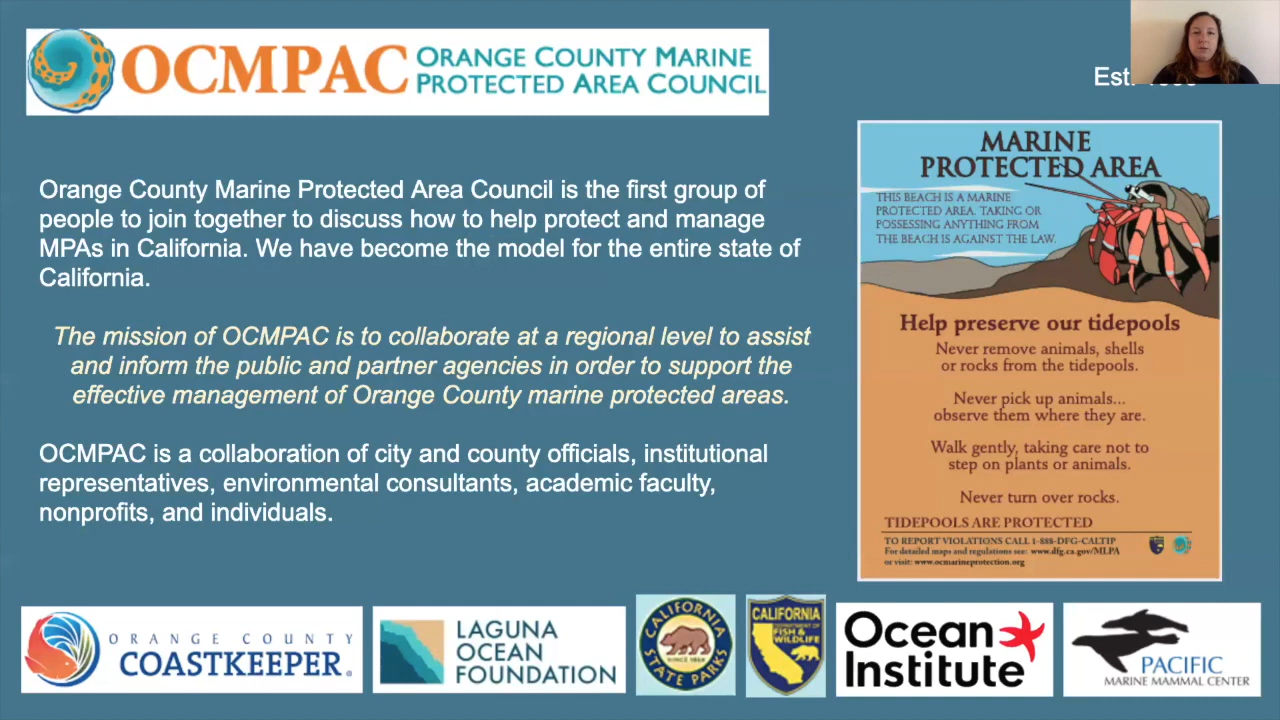 OCMPAC
ORANGE COUNTY MARINE
PROTECTED AREA COUNCIL
Est.
Orange County Marine Protected Area Council is the first group of
people to join together to discuss how to help protect and manage
MPAs in California. We have become the model for the entire state of
California.
The mission of OCMPAC is to collaborate at a regional level to assist
and inform the public and partner agencies in order to support the
effective management of Orange County marine protected areas.
OCMPAC is a collaboration of city and county officials, institutional
representatives, environmental consultants, academic faculty,
nonprofits, and individuals.
MARINE
PROTECTED AREA
THIS BEACH IS A MARINE
PROTECTED AREA. TAKING OR
POSSESSING ANYTHING FROM
THE BEACH IS AGAINST THE LAW.
Help preserve our tidepools
Never remove animals, shells
or rocks from the tidepools.
Never pick up animals...
observe them where they are.
Walk gently, taking care not to
step on plants or animals.
Never turn over rocks.
TIDEPOOLS ARE PROTECTED
TO REPORT VIOLATIONS CALL 1-888-DFG-CALTIP
For detailed maps and regulations see: www.dfg.ca.gov/MLPA
or visit: www.ocmarineprotection.org
ORANGE COUNTY
COASTKEEPER®
LAGUNA
OCEAN
FOUNDATION
CALIFORNIA
SINCE 1864
STATE PARKS
CALIFORNIA
DEPARTMENT OF
FISH &
WILDLIFE
Ocean
Institute
PACIFIC
MARINE MAMMAL CENTER